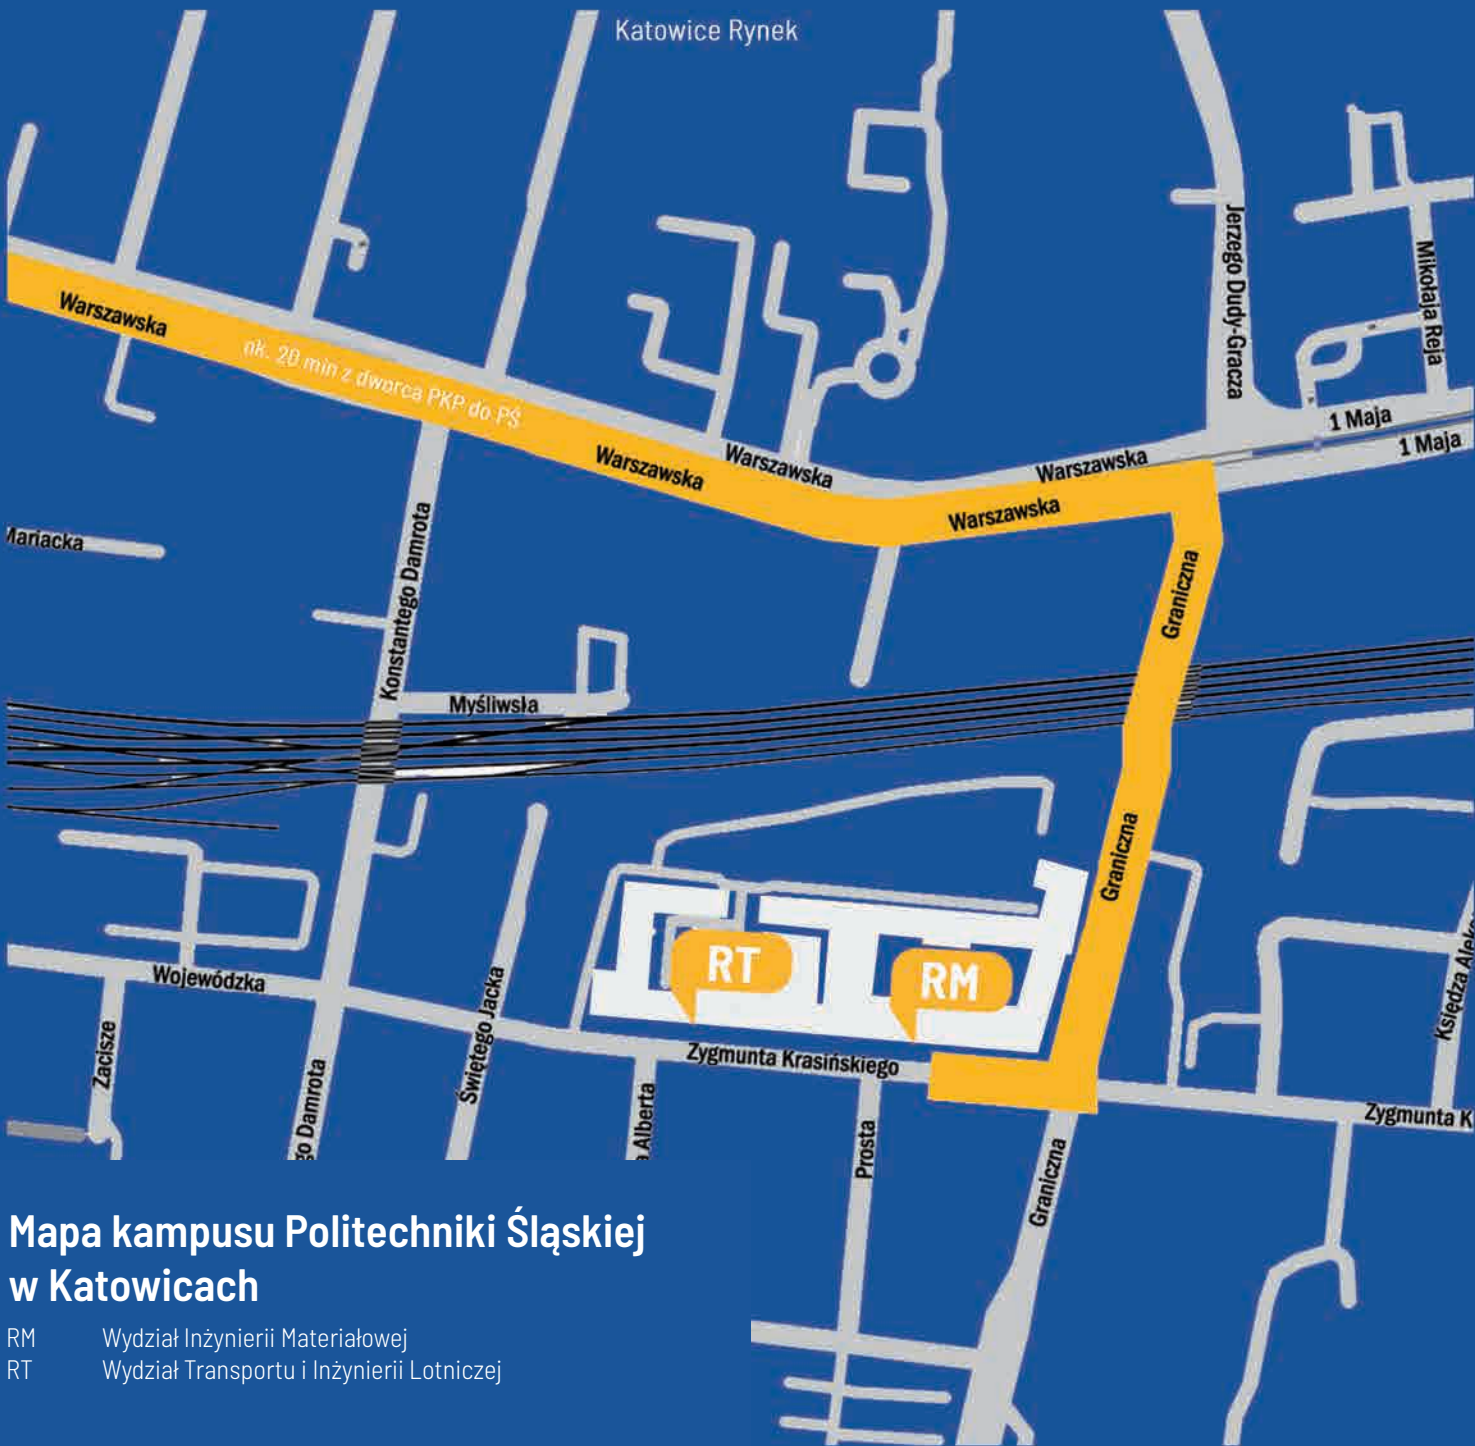 Katowice Rynek
Jerzego Dudy-Gracza
Mikołaja Reja
Warszawska
ok. 20 min z dworca PKP do PŚ
1 Maja
1 Maja
Warszawska
Warszawska
Warszawska
Warszawska
Mariacka
Konstantego Damrota
Graniczna
Myśliwska
Graniczna
RT
RM
Wojewódzka
Świętego Jacka
Księdza Aleks
Zacisze
Zygmunta Krasińskiego
go Damrota
a Alberta
Prosta
Zygmunta K
Graniczna
Mapa kampusu Politechniki Śląskiej
w Katowicach
RM Wydział Inżynierii Materiałowej
RT Wydział Transportu i Inżynierii Lotniczej